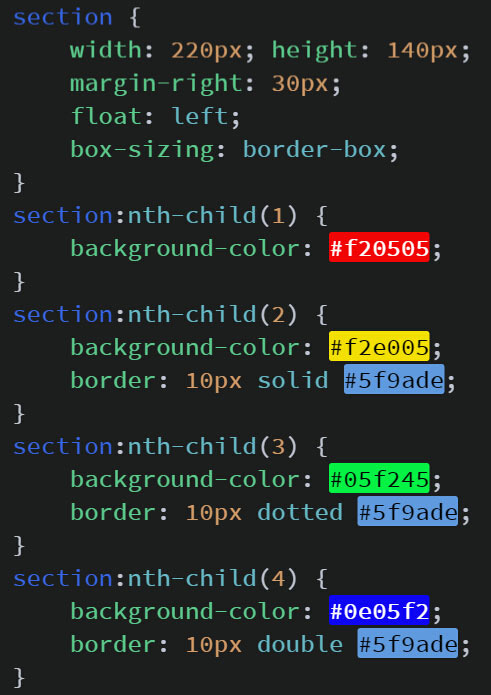 section {
    width: 220px; height: 140px;
    margin-right: 30px;
    float: left;
    box-sizing: border-box;
}
section:nth-child(1) {
    background-color: #f20505;
}
section:nth-child(2) {
    background-color: #f2e005;
    border: 10px solid #5f9ade;
}
section:nth-child(3) {
    background-color: #05f245;
    border: 10px dotted #5f9ade;
}
section:nth-child(4) {
    background-color: #0e05f2;
    border: 10px double #5f9ade;
}